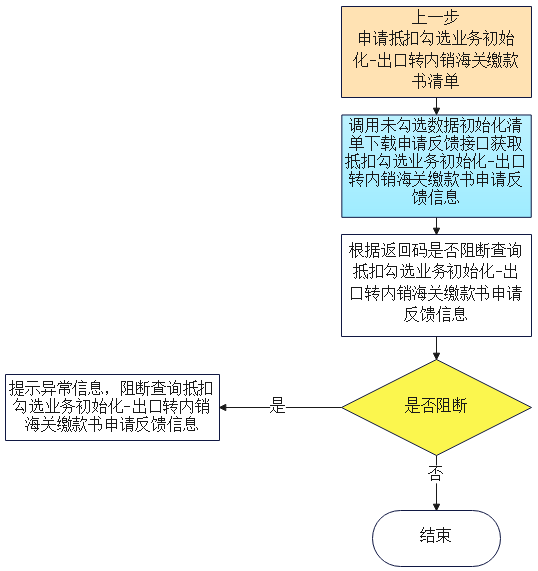 上一步
申请抵扣勾选业务初始
化-出口转内销海关缴款
书清单
调用未勾选数据初始化清
单下载申请反馈接口获取
抵扣勾选业务初始化-出口
转内销海关缴款书申请反
馈信息
根据返回码是否阻断查询
抵扣勾选业务初始化-出
口转内销海关缴款书申请
反馈信息
提示异常信息，阻断查询抵扣
勾选业务初始化-出口转内销
海关缴款书申请反馈信息
是
是否阻断
否
结束